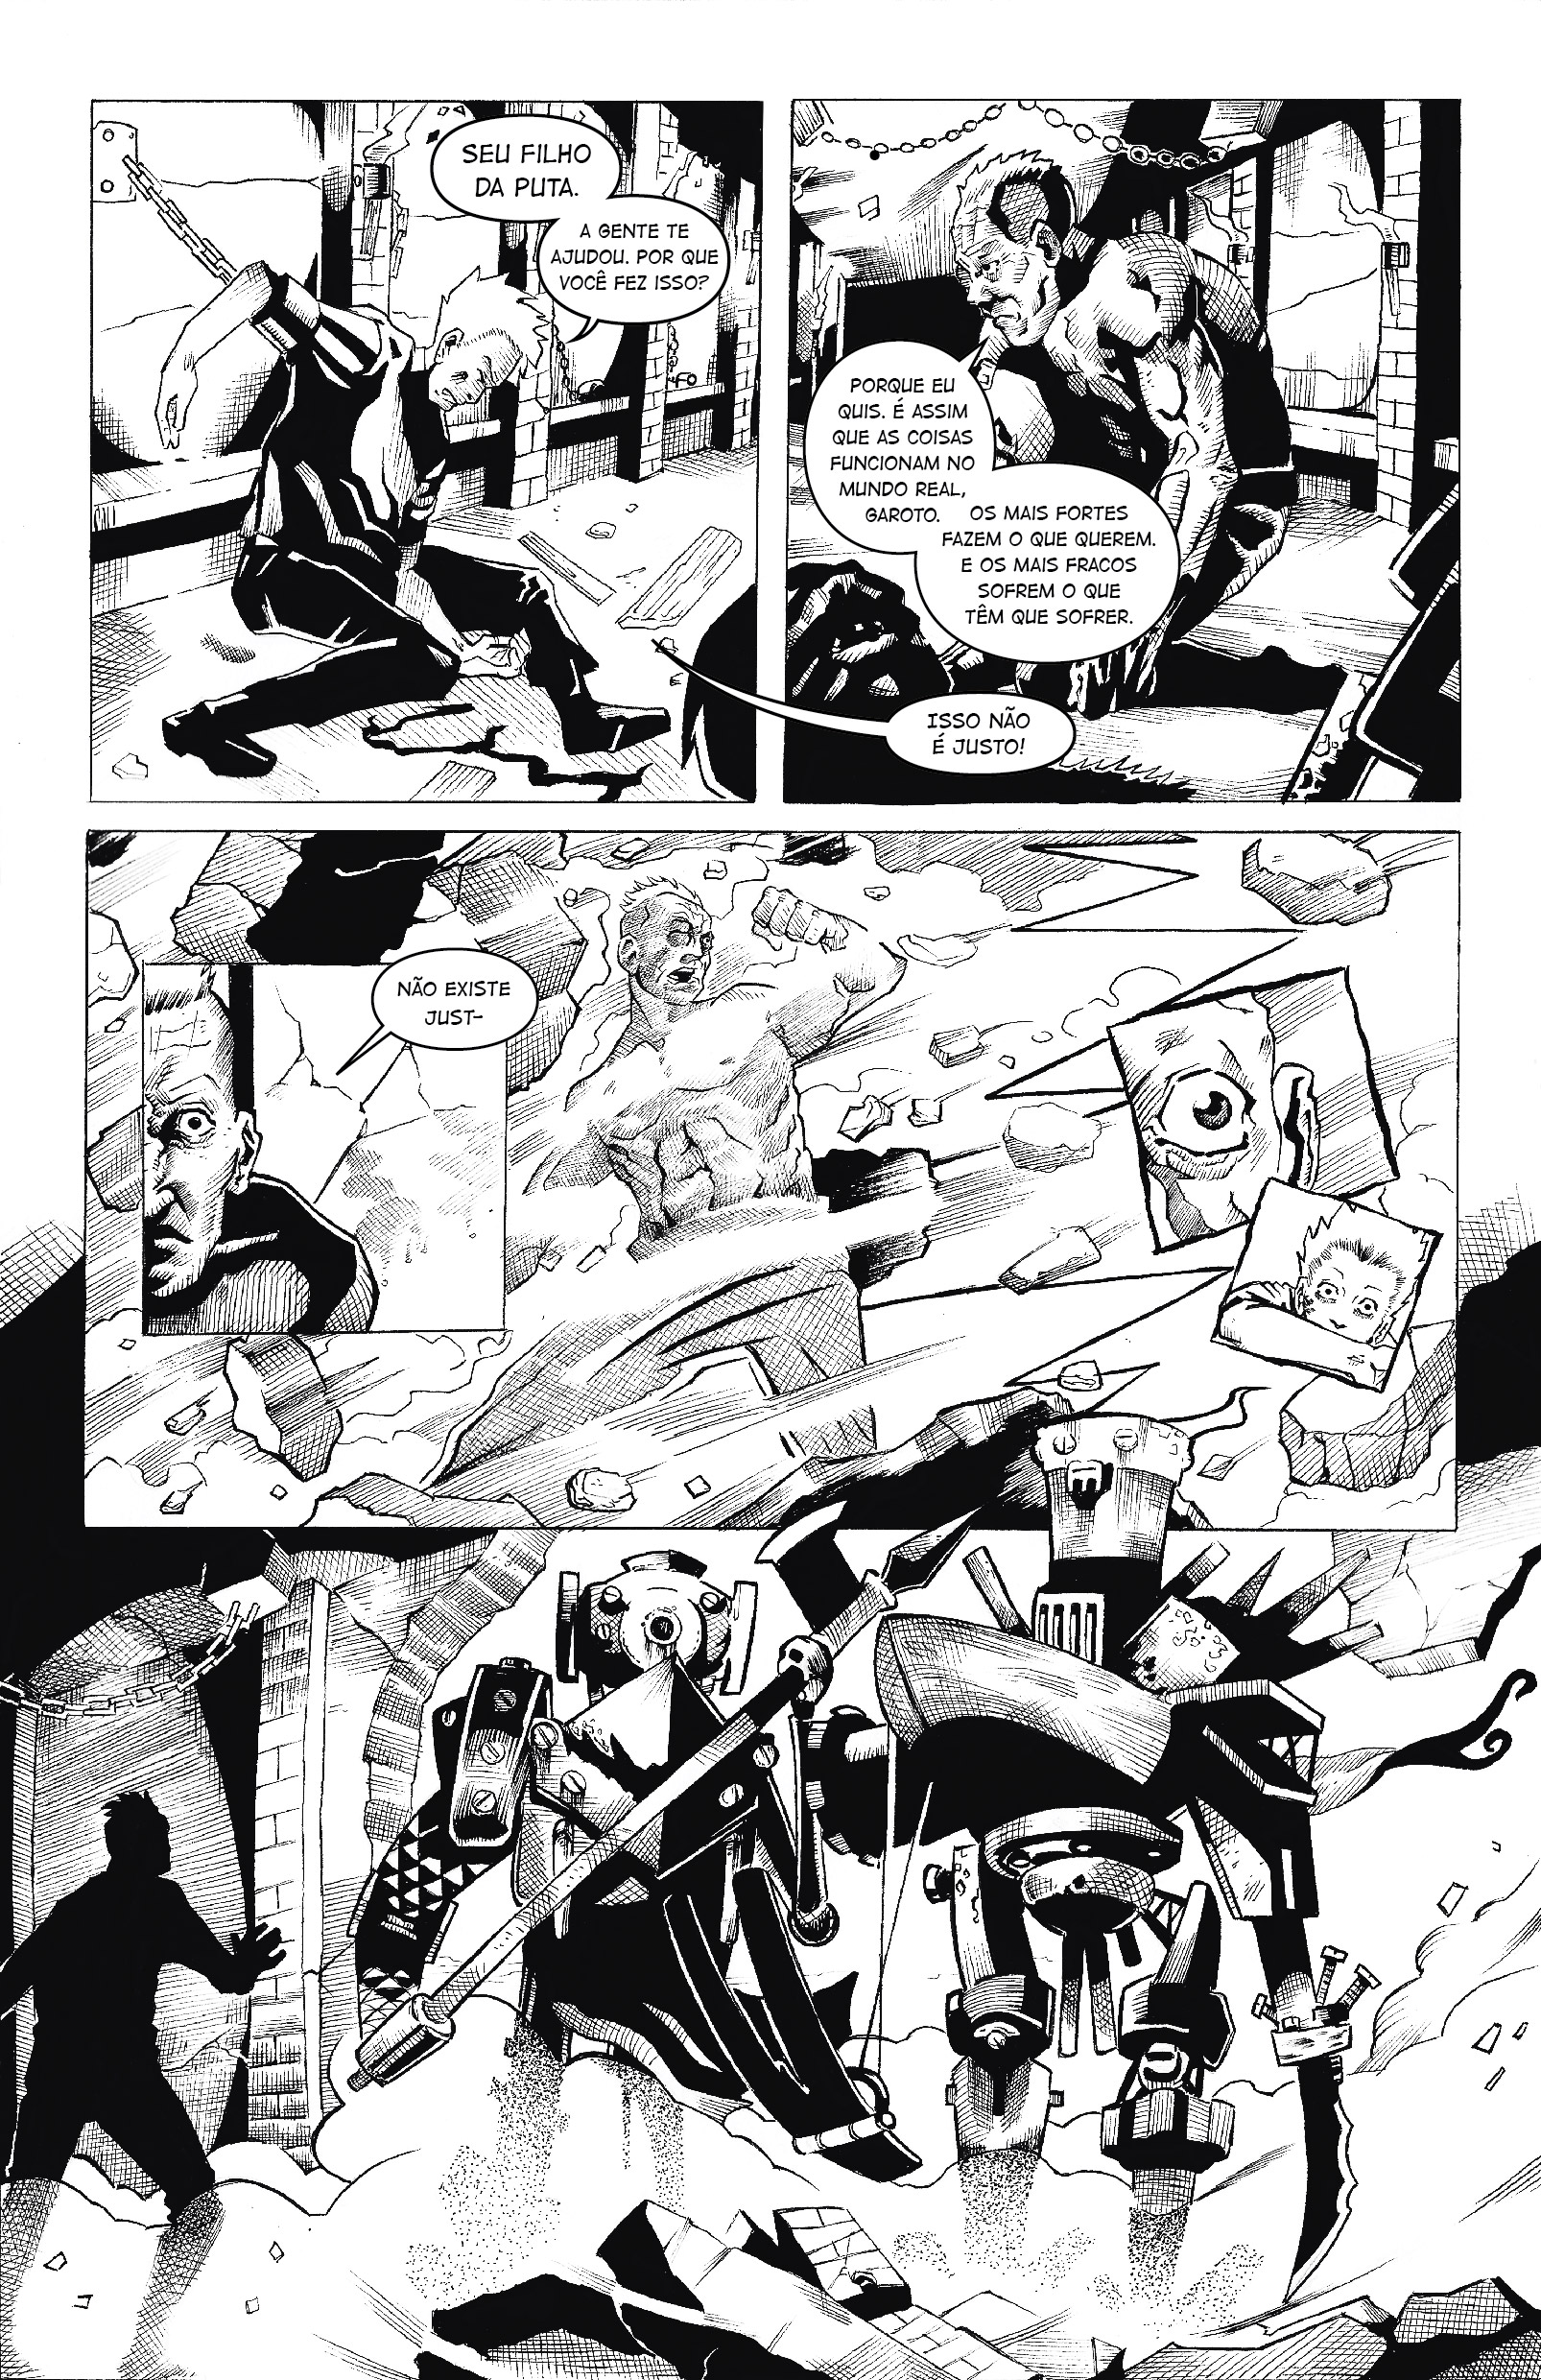 SEU FILHO
DA PUTA.
A GENTE TE
AJUDOU. POR QUE
VOCÊ FEZ ISSO?
PORQUE EU
QUIS. É ASSIM
QUE AS COISAS
FUNCIONAM NO
MUNDO REAL,
GAROTO.
OS MAIS FORTES
FAZEM O QUE QUEREM.
E OS MAIS FRACOS
SOFREM O QUE
TÊM QUE SOFRER.
ISSO NÃO
É JUSTO!
NÃO EXISTE
JUST-